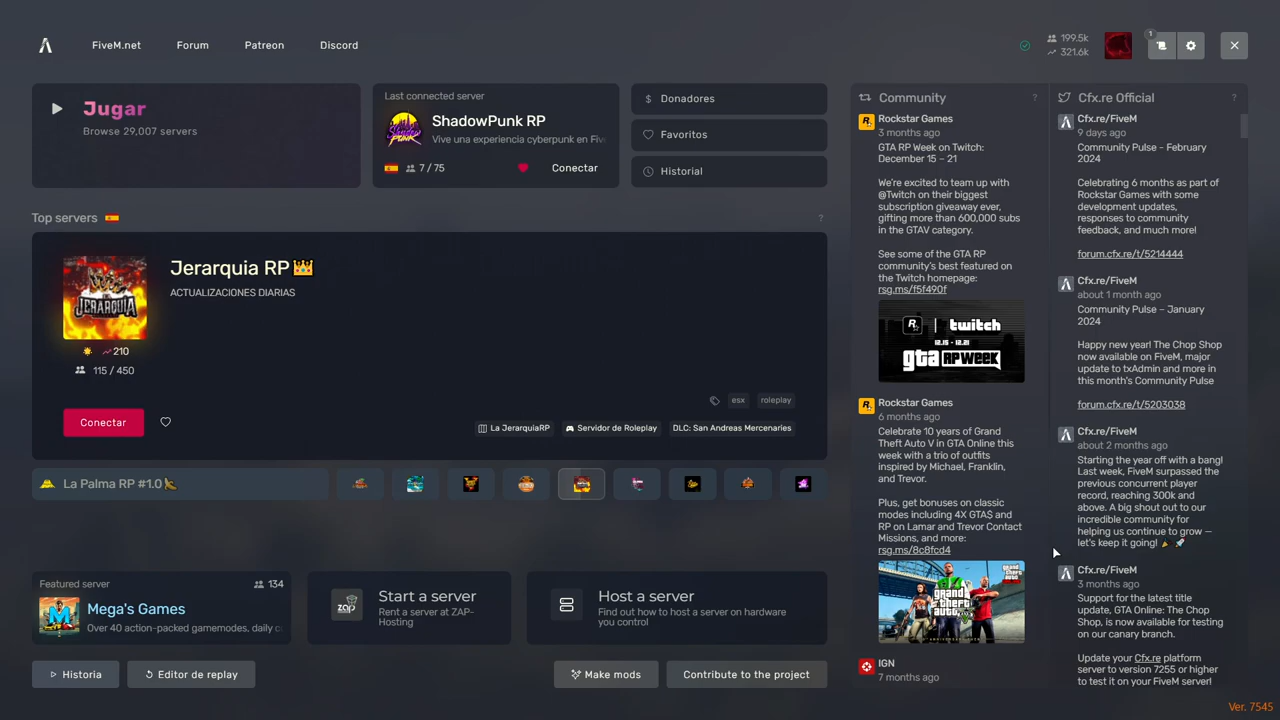 FiveM.net
Forum
Patreon
Discord
199.5k
321.6k
1
Jugar
Browse 29,007 servers
Last connected server
ShadowPunk RP
Vive una experiencia cyberpunk en Five
7 / 75
Conectar
Donadores
Favoritos
Historial
Top servers
?
JERARQUIA
Jerarquia RP
ACTUALIZACIONES DIARIAS
210
115 / 450
Conectar
esx
roleplay
La JerarquiaRP
Servidor de Roleplay
DLC: San Andreas Mercenaries
La Palma RP #1.0
Featured server
134
Mega's Games
Over 40 action-packed gamemodes, daily c
ZAP
Start a server
Rent a server at ZAP-
Hosting
Host a server
Find out how to host a server on hardware
you control
Historia
Editor de replay
Make mods
Contribute to the project
Community
?
Rockstar Games
3 months ago
GTA RP Week on Twitch:
December 15 – 21
We're excited to team up with
@Twitch on their biggest
subscription giveaway ever,
gifting more than 600,000 subs
in the GTAV category.
See some of the GTA RP
community's best featured on
the Twitch homepage:
rsg.ms/f5f490f
R
twitch
12.15 - 12.21
gta RP WEEK
Rockstar Games
6 months ago
Celebrate 10 years of Grand
Theft Auto V in GTA Online this
week with a trio of outfits
inspired by Michael, Franklin,
and Trevor.
Plus, get bonuses on classic
modes including 4X GTA$ and
RP on Lamar and Trevor Contact
Missions, and more:
rsg.ms/8c8fcd4
grand
theft
auto
IGN
7 months ago
Cfx.re Official
?
Cfx.re/FiveM
9 days ago
Community Pulse - February
2024
Celebrating 6 months as part of
Rockstar Games with some
development updates,
responses to community
feedback, and much more!
forum.cfx.re/t/5214444
Cfx.re/FiveM
about 1 month ago
Community Pulse – January
2024
Happy new year! The Chop Shop
now available on FiveM, major
update to txAdmin and more in
this month's Community Pulse
forum.cfx.re/t/5203038
Cfx.re/FiveM
about 2 months ago
Starting the year off with a bang!
Last week, FiveM surpassed the
previous concurrent player
record, reaching 300k and
above. A big shout out to our
incredible community for
helping us continue to grow —
let's keep it going!
Cfx.re/FiveM
3 months ago
Support for the latest title
update, GTA Online: The Chop
Shop, is now available for testing
on our canary branch.
Update your Cfx.re platform
server to version 7255 or higher
to test it on your FiveM server!
Ver. 7545